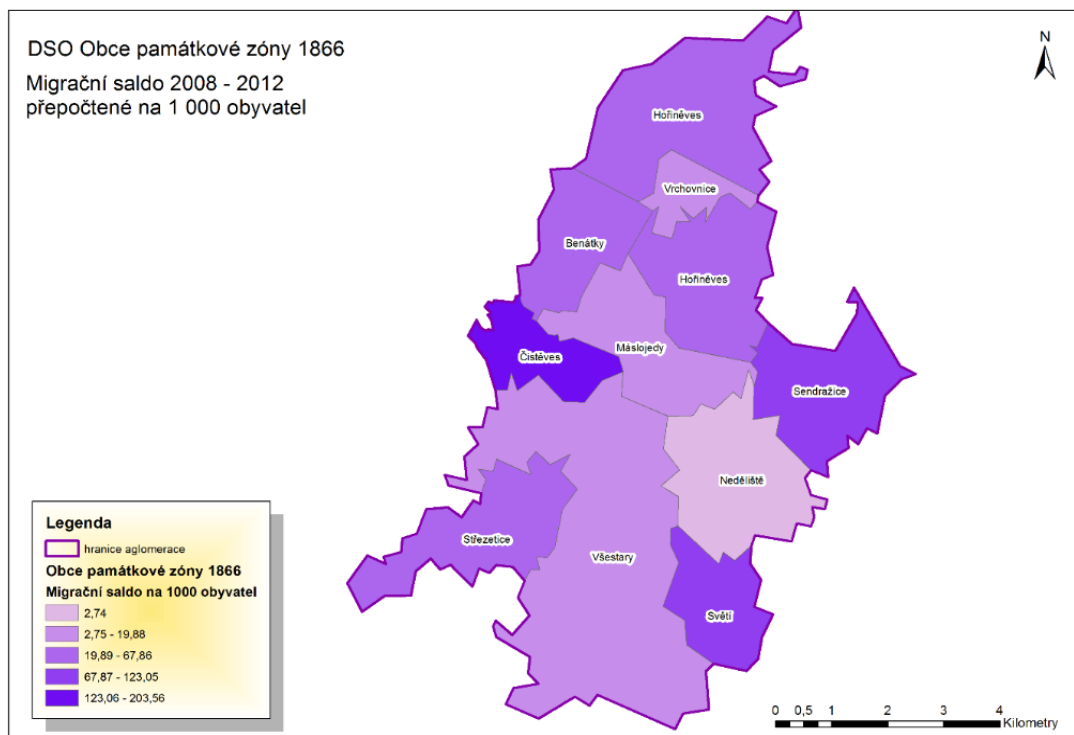 DSO Obce památkové zóny 1866
Migrační saldo 2008 - 2012
přepočtené na 1 000 obyvatel
N
Hořiněves
Vrchovnice
Benátky
Hořiněves
Máslojedy
Čistěves
Sendražice
Neděliště
Střezetice
Všestary
Světí
Legenda
hranice aglomerace
Obce památkové zóny 1866
Migrační saldo na 1000 obyvatel
2,74
2,75 - 19,88
19,89 - 67,86
67,87 - 123,05
123,06 - 203,56
0 0,5 1 2 3 4
Kilometry